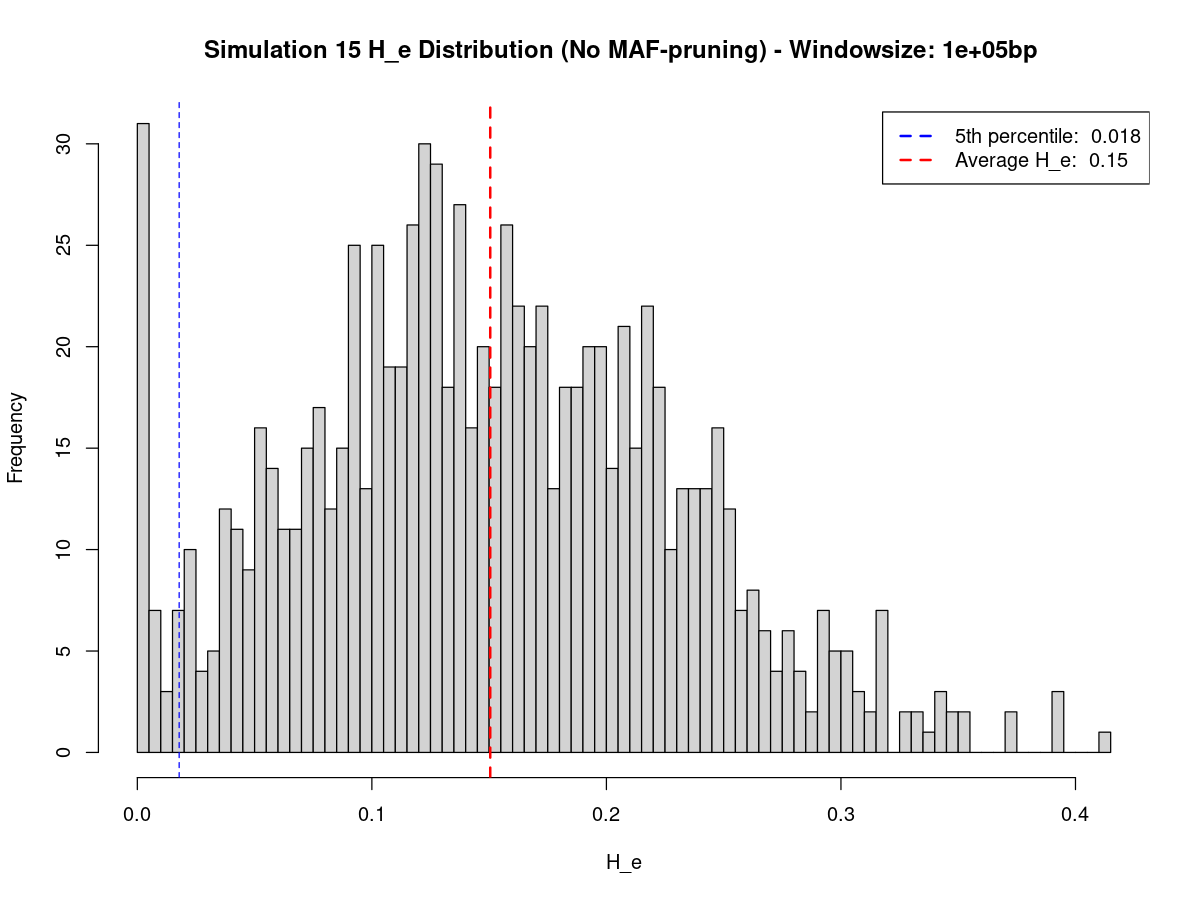 Simulation 15 H_e Distribution (No MAF-pruning) - Windowsize: 1e+05bp
5th percentile:  0.018
Average H_e:  0.15
Frequency
30
25
20
15
10
5
0
0.0 0.1 0.2 0.3 0.4
H_e